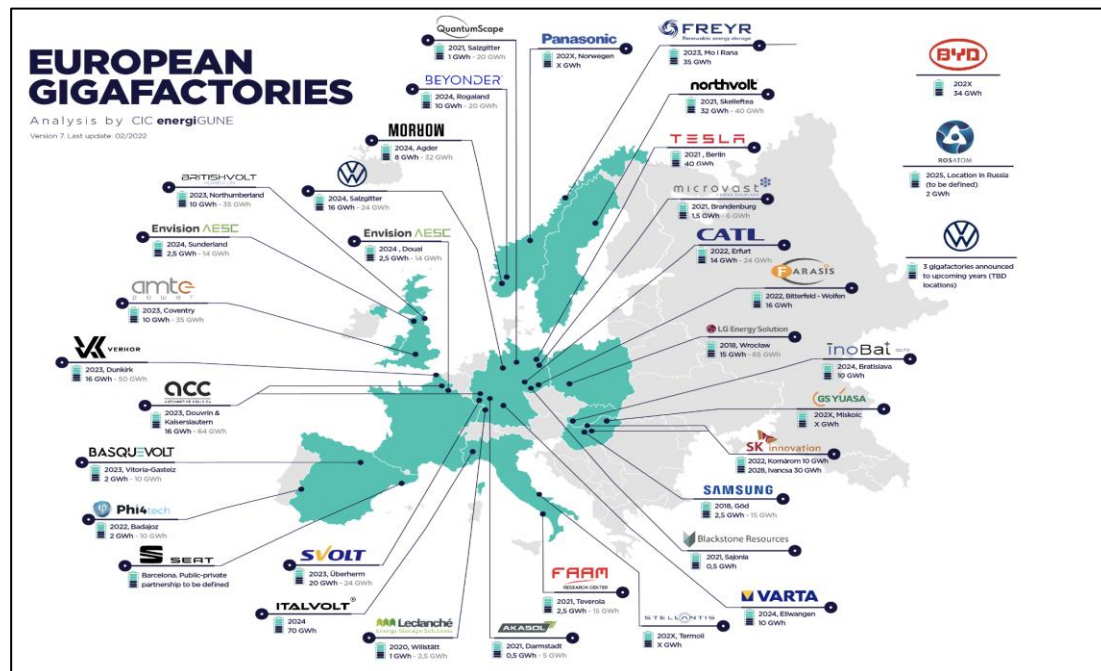 EUROPEAN
GIGAFACTORIES
Analysis by CIC energiGUNE
Version 7. Last update: 02/2022
QuantumScape
2021, Salzgitter
1 GWh - 20 GWh
BEYONDER
2024, Rogaland
10 GWh - 20 GWh
MORROW
2024, Agder
8 GWh - 32 GWh
2024, Salzgitter
16 GWh - 24 GWh
BRITISHVOLT
2023, Northumberland
10 GWh - 35 GWh
Envision AESC
2024, Sunderland
2,5 GWh - 14 GWh
Envision AESC
2024, Douai
2,5 GWh - 14 GWh
amte
power
2023, Coventry
10 GWh - 35 GWh
VERKOR
2023, Dunkirk
16 GWh - 50 GWh
acc
AUTOMOTIVE CELLS Co
2023, Douvrin &
Kaiserslautern
16 GWh - 64 GWh
BASQUEVOLT
2023, Vitoria-Gasteiz
2 GWh - 10 GWh
Phi4tech
2022, Badajoz
2 GWh - 10 GWh
SEAT
Barcelona. Public-private
partnership to be defined
SVOLT
2023, Überherrn
20 GWh - 24 GWh
ITALVOLT
2024
70 GWh
Leclanché
Energy Storage Solutions
2020, Willstätt
1 GWh - 2,5 GWh
AKASOL
2021, Darmstadt
0,5 GWh - 5 GWh
FAAM
RESEARCH CENTER
2021, Teverola
2,5 GWh - 15 GWh
STELLANTIS
202X, Termoli
X GWh
VARTA
2024, Ellwangen
10 GWh
Blackstone Resources
2021, Sajonia
0,5 GWh
SAMSUNG
2018, Göd
2,5 GWh - 15 GWh
SK innovation
2022, Komárom 10 GWh
2028, Ivancsa 30 GWh
GS YUASA
202X, Miskolc
X GWh
inoBat
2024, Bratislava
10 GWh
LG Energy Solution
2018, Wroclaw
15 GWh - 65 GWh
FARASIS
2022, Bitterfeld - Wolfen
16 GWh
CATL
2022, Erfurt
14 GWh - 24 GWh
microvast
2021, Brandenburg
1,5 GWh - 6 GWh
TESLA
2021, Berlin
40 GWh
northvolt
2021, Skelleftea
32 GWh - 40 GWh
FREYR
Renewable energy storage
2023, Mo i Rana
35 GWh
Panasonic
202X, Norwegen
X GWh
BYD
202X
34 GWh
ROSATOM
2025, Location in Russia
(to be defined)
2 GWh
3 gigafactories announced
to upcoming years (TBD
locations)